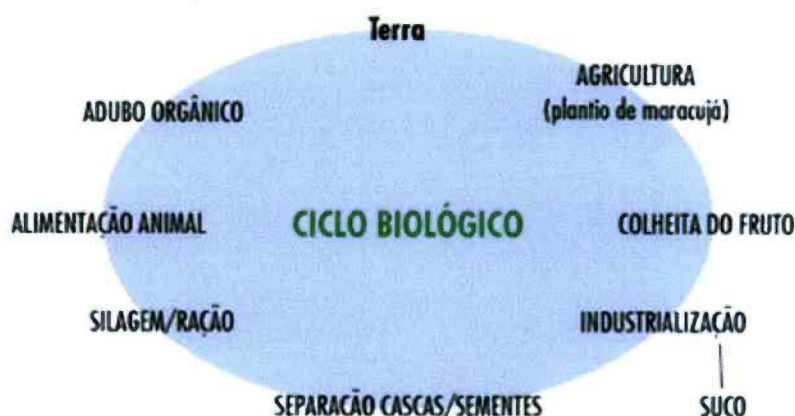 Terra
AGRICULTURA
(plantio de maracujá)
ADUBO ORGÂNICO
ALIMENTAÇÃO ANIMAL
CICLO BIOLÓGICO
COLHEITA DO FRUTO
SILAGEM/RAÇÃO
INDUSTRIALIZAÇÃO
SEPARACÃO CASCAS/SEMENTES
SUCO